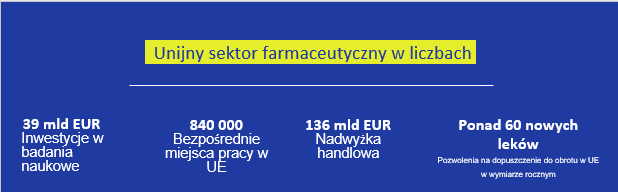 Unijny sektor farmaceutyczny w liczbach
39 mld EUR
Inwestycje w
badania
naukowe
840 000
Bezpośrednie
miejsca pracy w
UE
136 mld EUR
Nadwyżka
handlowa
Ponad 60 nowych
leków
Pozwolenia na dopuszczenie do obrotu w UE
w wymiarze rocznym